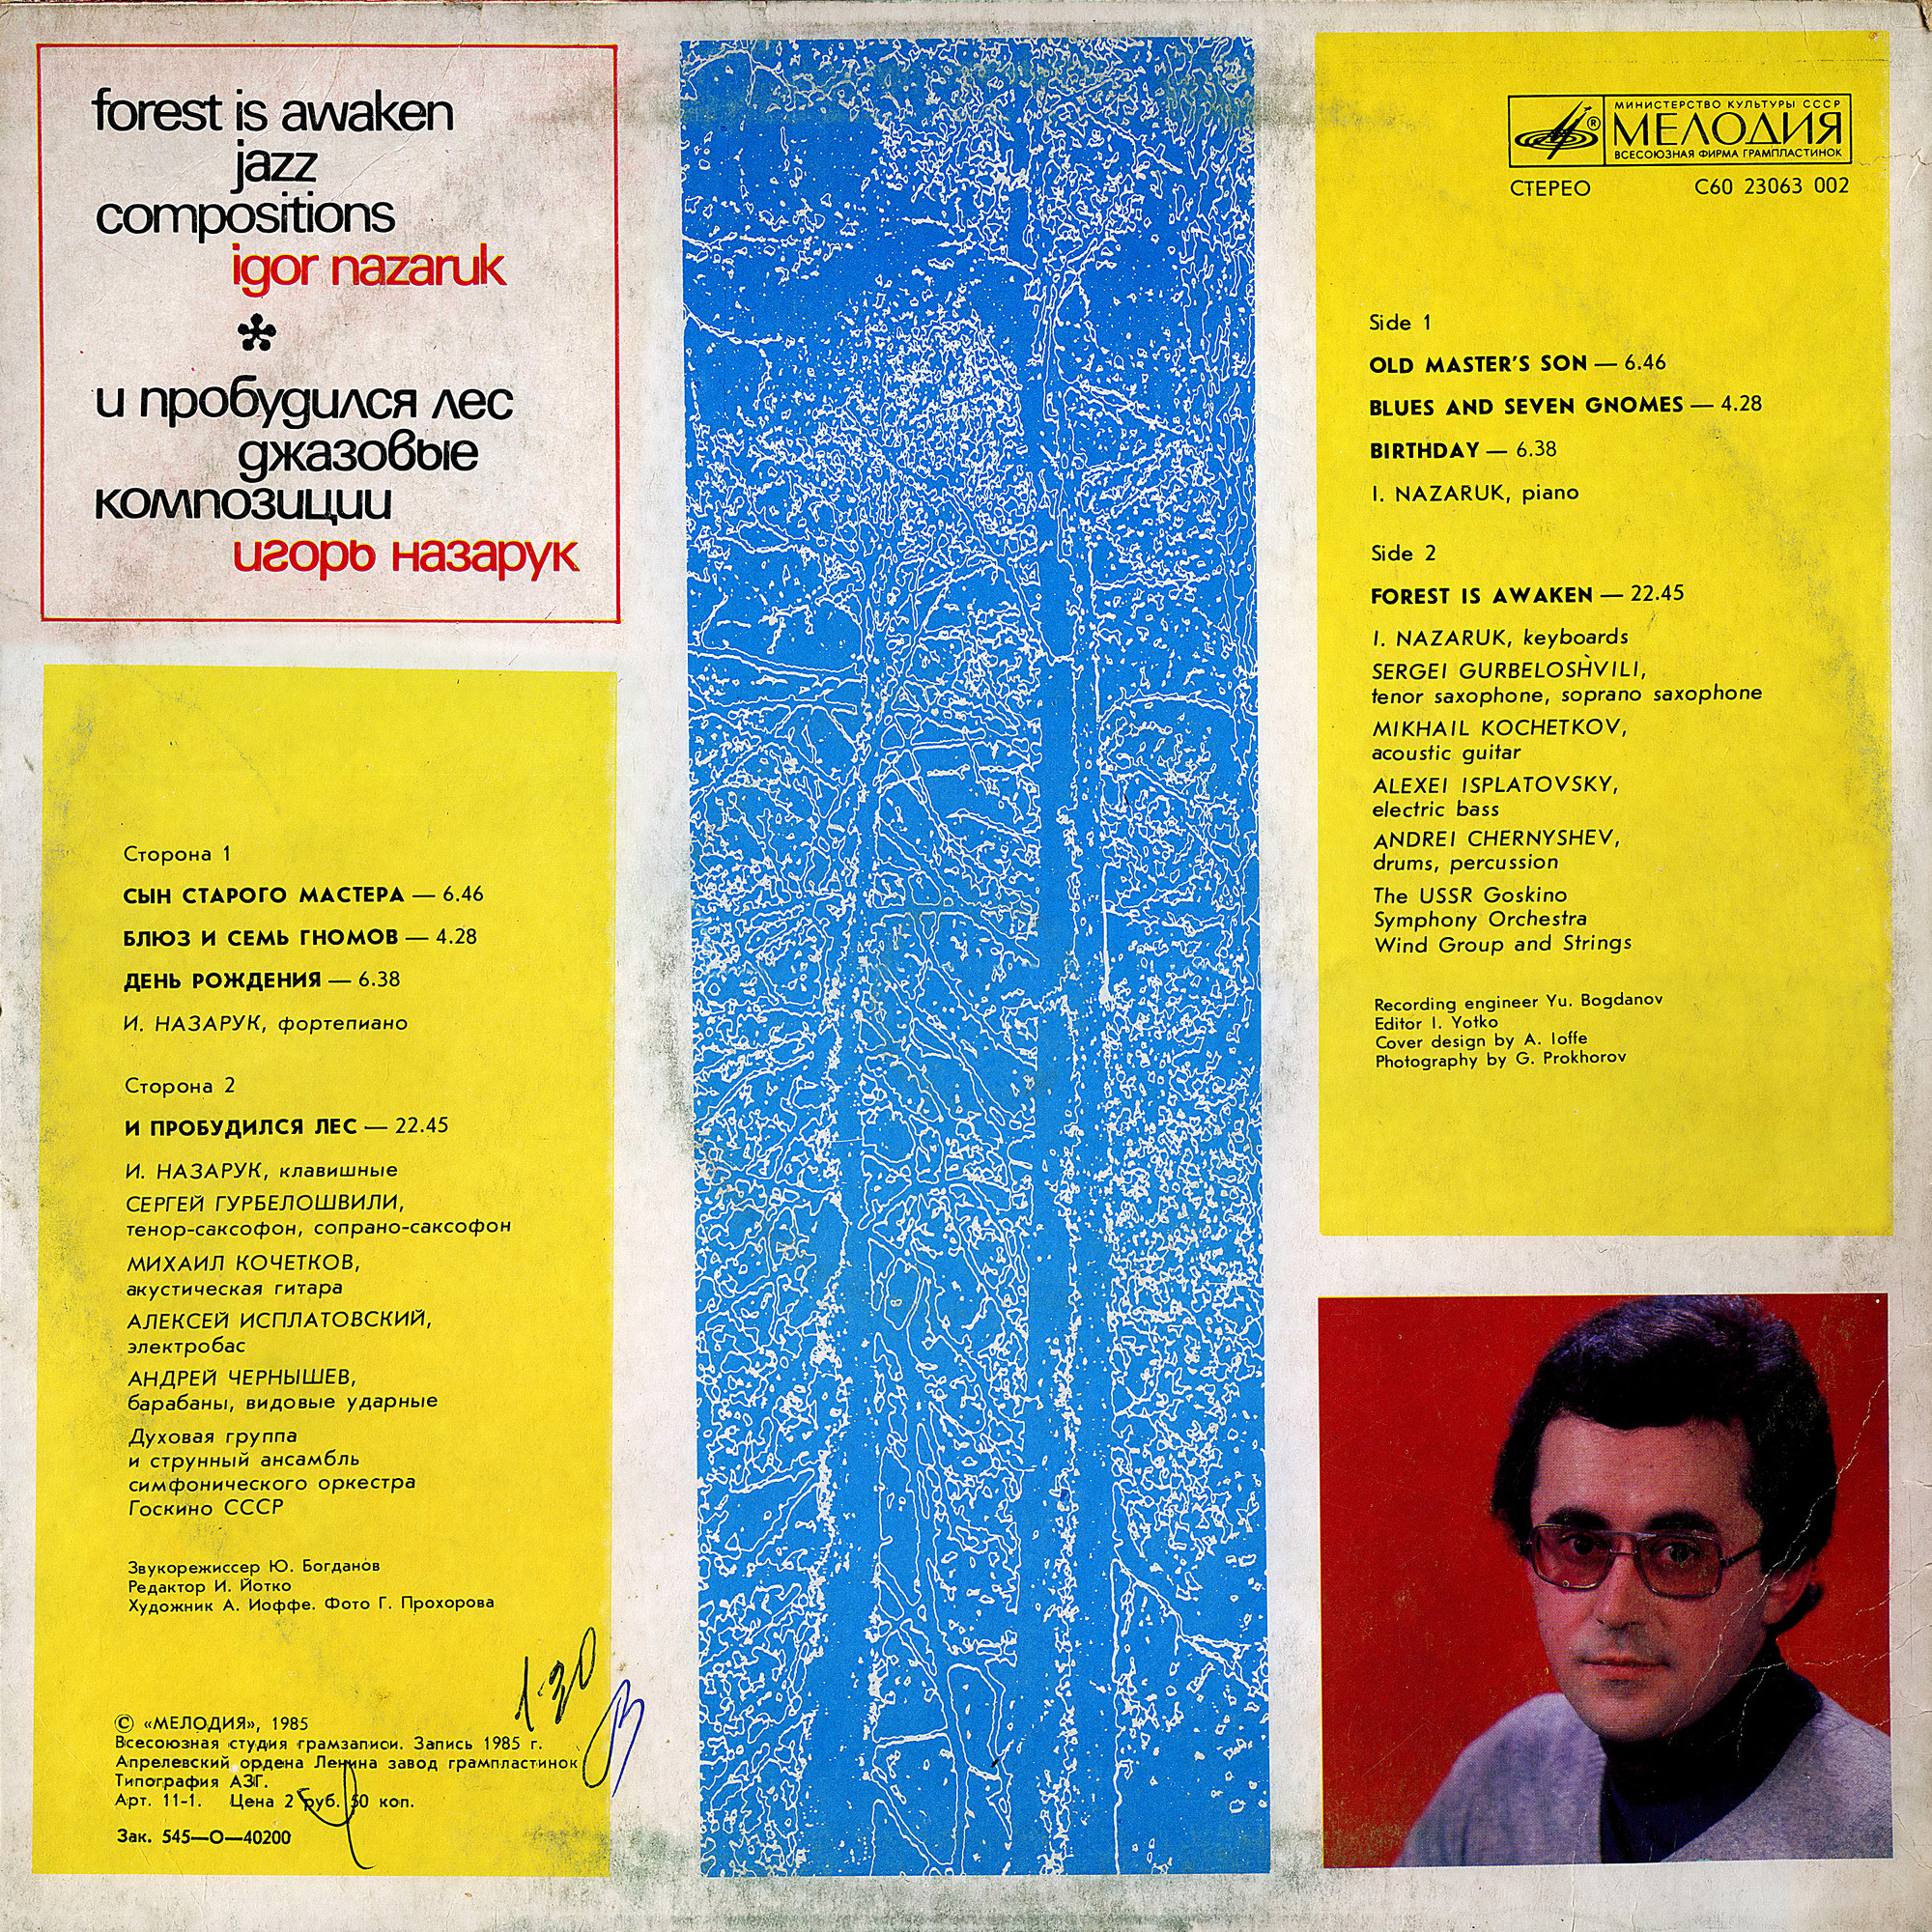 forest is awaken
jazz
compositions
igor nazaruk
*
и пробудился лес
джазовые
композиции
игорь назарук
Сторона 1
СЫН СТАРОГО МАСТЕРА — 6.46
БЛЮЗ И СЕМЬ ГНОМОВ — 4.28
ДЕНЬ РОЖДЕНИЯ — 6.38
И. НАЗАРУК, фортепиано
Сторона 2
И ПРОБУДИЛСЯ ЛЕС — 22.45
И. НАЗАРУК, клавишные
СЕРГЕЙ ГУРБЕЛОШВИЛИ,
тенор-саксофон, сопрано-саксофон
МИХАИЛ КОЧЕТКОВ,
акустическая гитара
АЛЕКСЕЙ ИСПЛАТОВСКИЙ,
электробас
АНДРЕЙ ЧЕРНЫШЕВ,
барабаны, видовые ударные
Духовая группа
и струнный ансамбль
симфонического оркестра
Госкино СССР
Звукорежиссер Ю. Богданов
Редактор И. Йотко
Художник А. Иоффе. Фото Г. Прохорова
1-30
© «МЕЛОДИЯ», 1985
Всесоюзная студия грамзаписи. Запись 1985 г.
Апрелевский ордена Ленина завод грампластинок
Типография АЗГ.
Арт. 11-1. Цена 2 руб. 50 коп.
Зак. 545—О—40200
МИНИСТЕРСТВО КУЛЬТУРЫ СССР
® МЕЛОДИЯ
ВСЕСОЮЗНАЯ ФИРМА ГРАМПЛАСТИНОК
СТЕРЕО С60 23063 002
Side 1
OLD MASTER'S SON — 6.46
BLUES AND SEVEN GNOMES — 4.28
BIRTHDAY — 6.38
I. NAZARUK, piano
Side 2
FOREST IS AWAKEN — 22.45
I. NAZARUK, keyboards
SERGEI GURBELOSHVILI,
tenor saxophone, soprano saxophone
MIKHAIL KOCHETKOV,
acoustic guitar
ALEXEI ISPLATOVSKY,
electric bass
ANDREI CHERNYSHEV,
drums, percussion
The USSR Goskino
Symphony Orchestra
Wind Group and Strings
Recording engineer Yu. Bogdanov
Editor I. Yotko
Cover design by A. Ioffe
Photography by G. Prokhorov